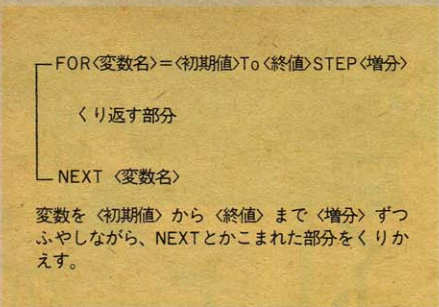 FOR〈変数名〉=〈初期値〉To〈終値〉STEP〈増分〉
くり返す部分
NEXT 〈変数名〉
変数を 〈初期値〉 から 〈終値〉 まで 〈増分〉 ずつ
ふやしながら、NEXTとかこまれた部分をくりか
えす。